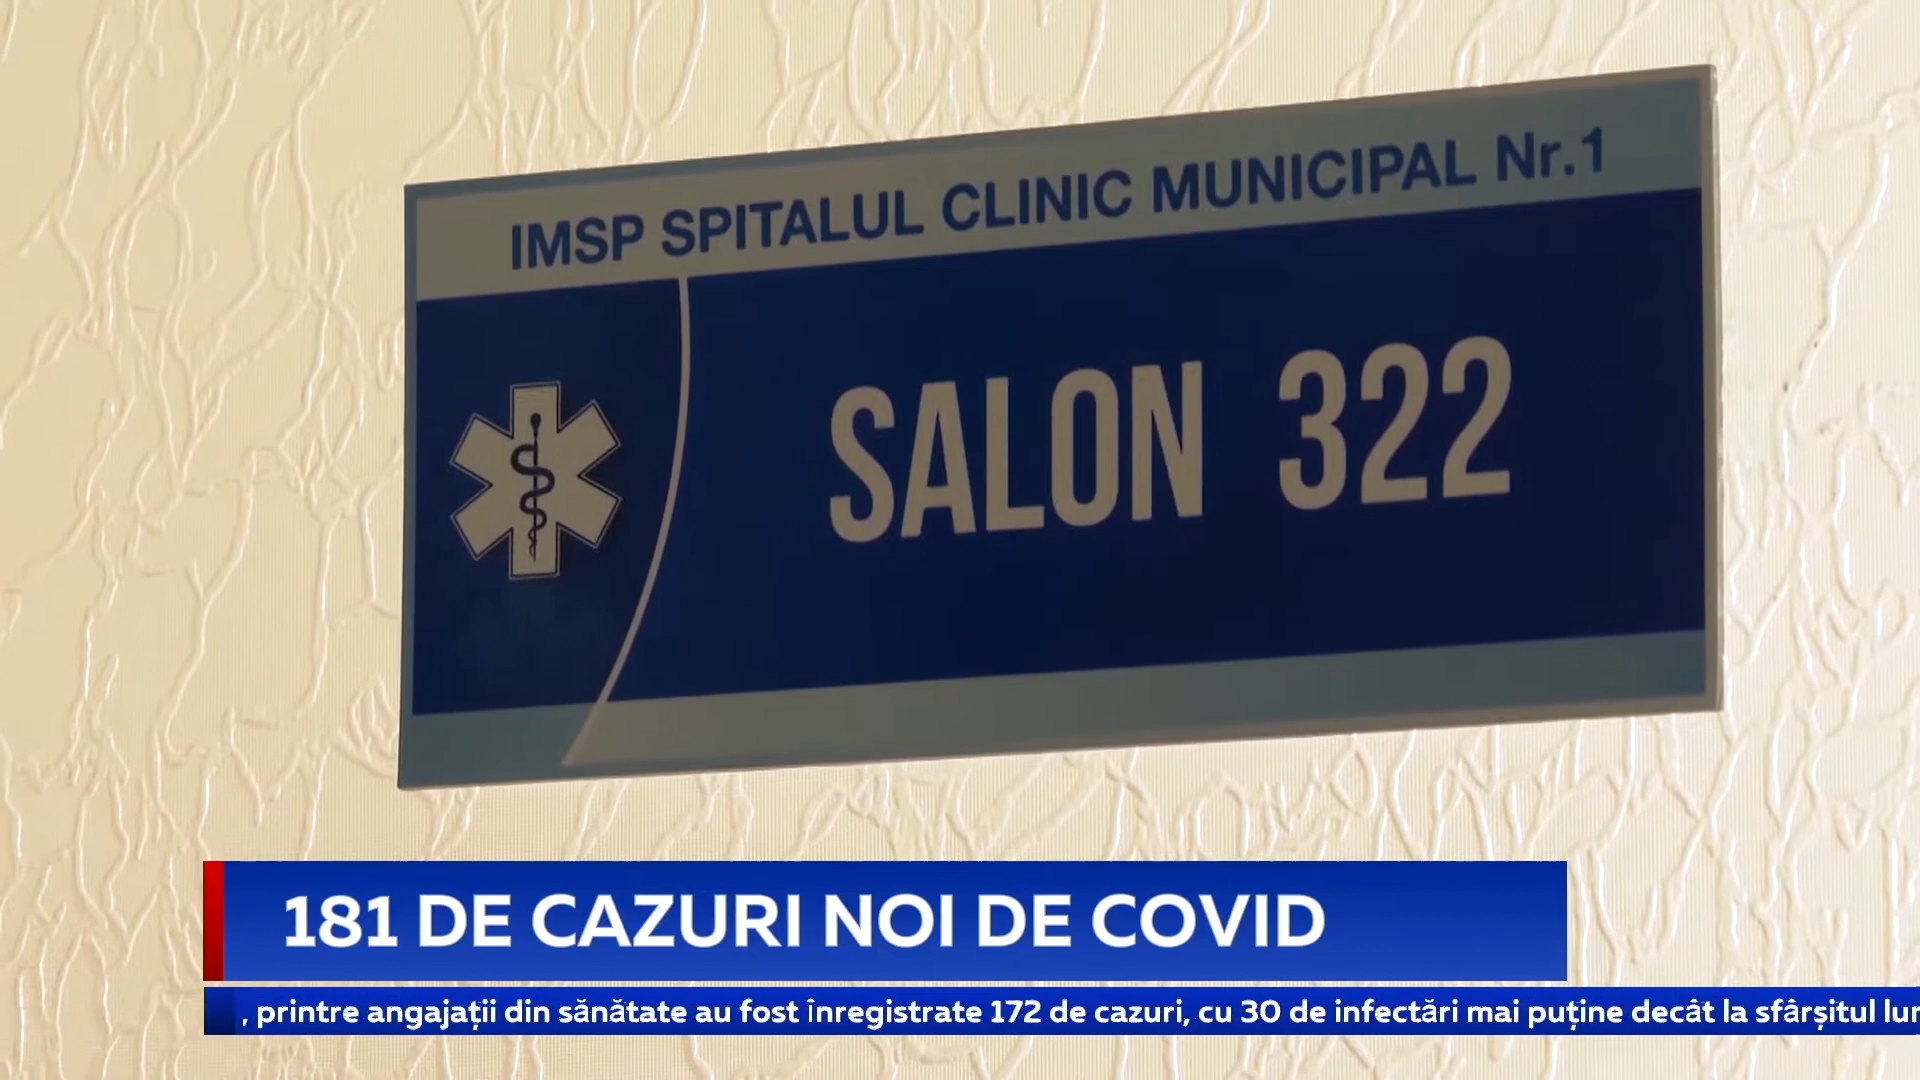 IMSP SPITALUL CLINIC MUNICIPAL Nr.1
SALON 322
181 DE CAZURI NOI DE COVID
, printre angajații din sănătate au fost înregistrate 172 de cazuri, cu 30 de infectări mai puține decât la sfârșitul